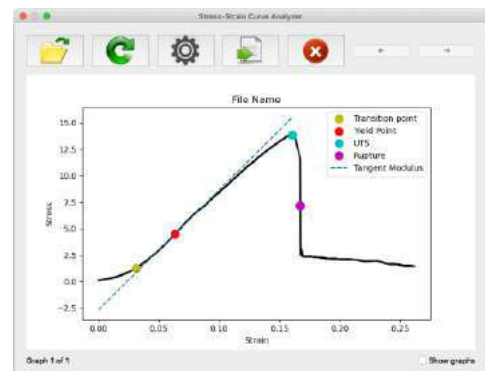 Stress-Strain Curve Analyzer
File Name
Transition point
Yield Point
UTS
Rupture
Tangent Modulus
15.0
12.5
10.0
7.5
5.0
2.5
0.0
−2.5
Stress
0.00 0.05 0.10 0.15 0.20 0.25
Strain
Graph 1 of 1
Show graphs